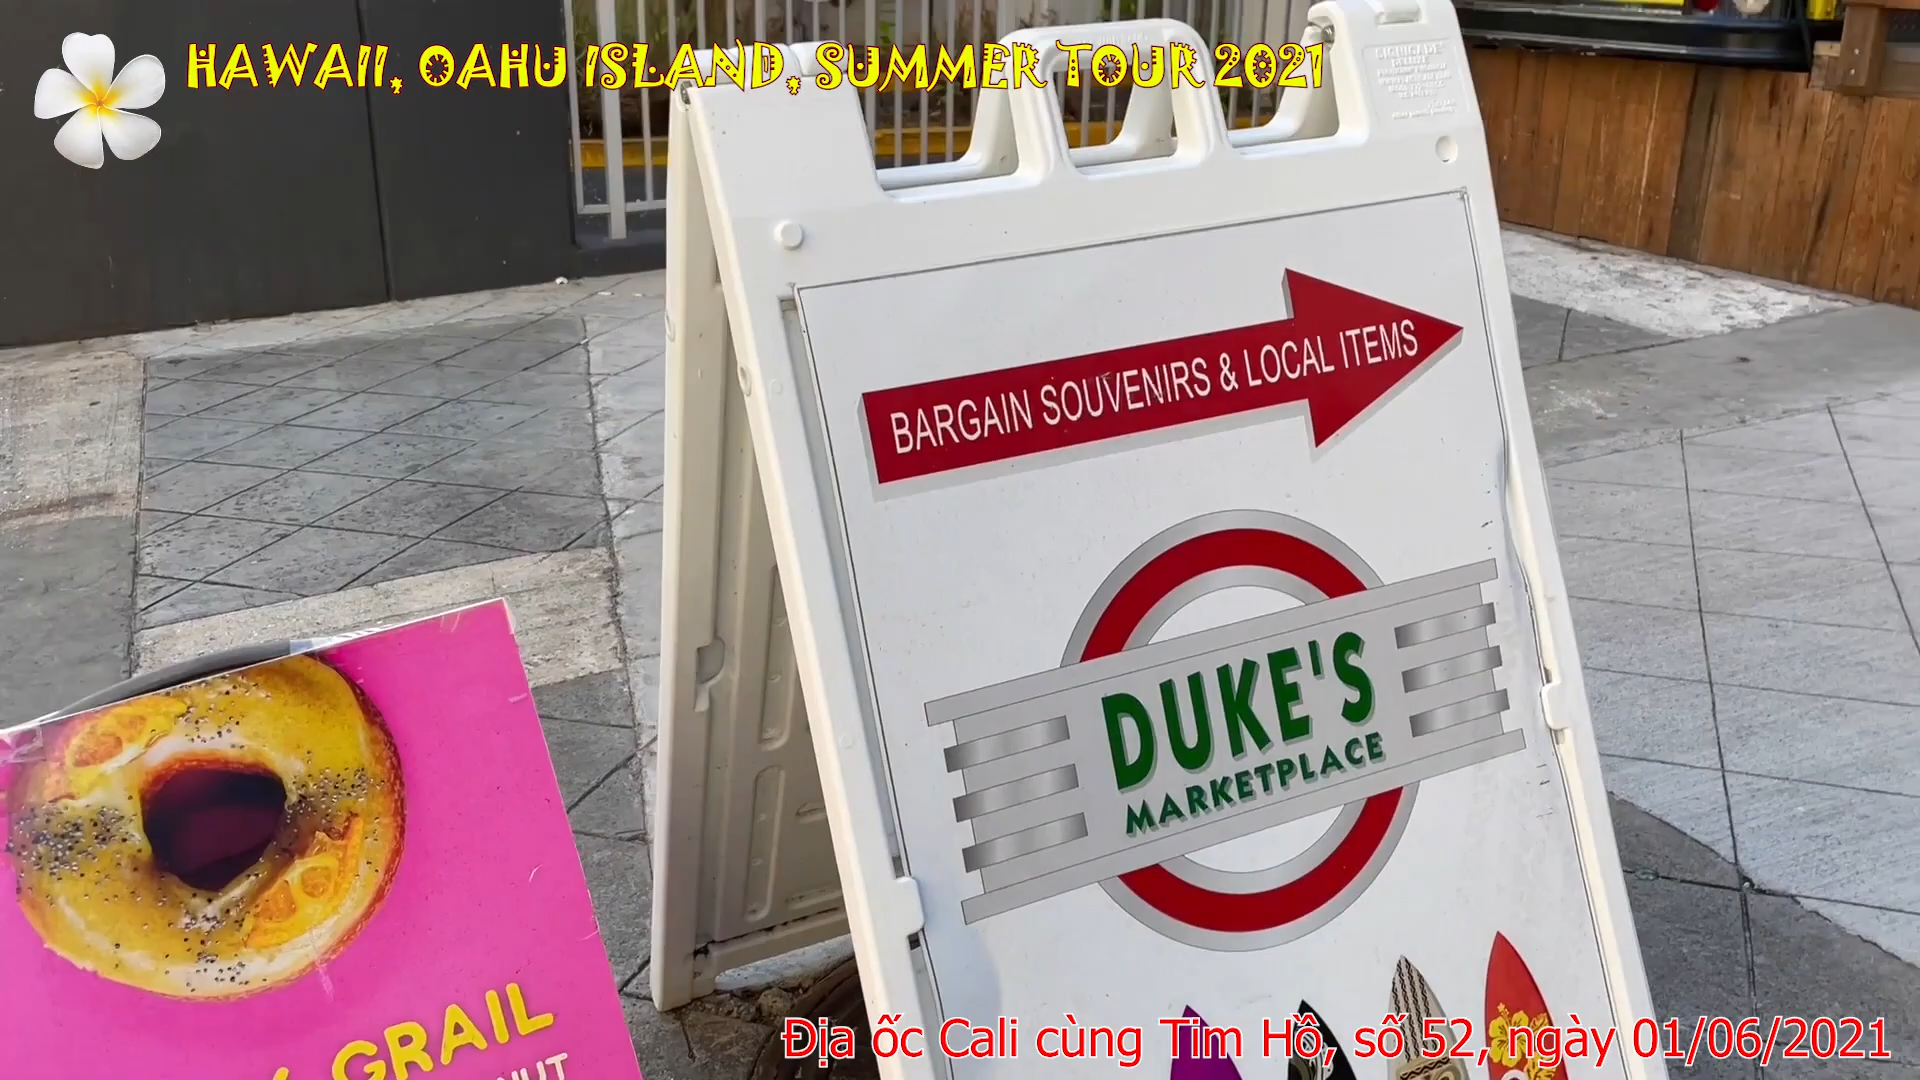 HAWAII, OAHU ISLAND, SUMMER TOUR 2021
SIGNICADE
BARGAIN SOUVENIRS & LOCAL ITEMS
DUKE'S
MARKETPLACE
GRAIL
Địa ốc Cali cùng Tim Hồ, số 52, ngày 01/06/2021